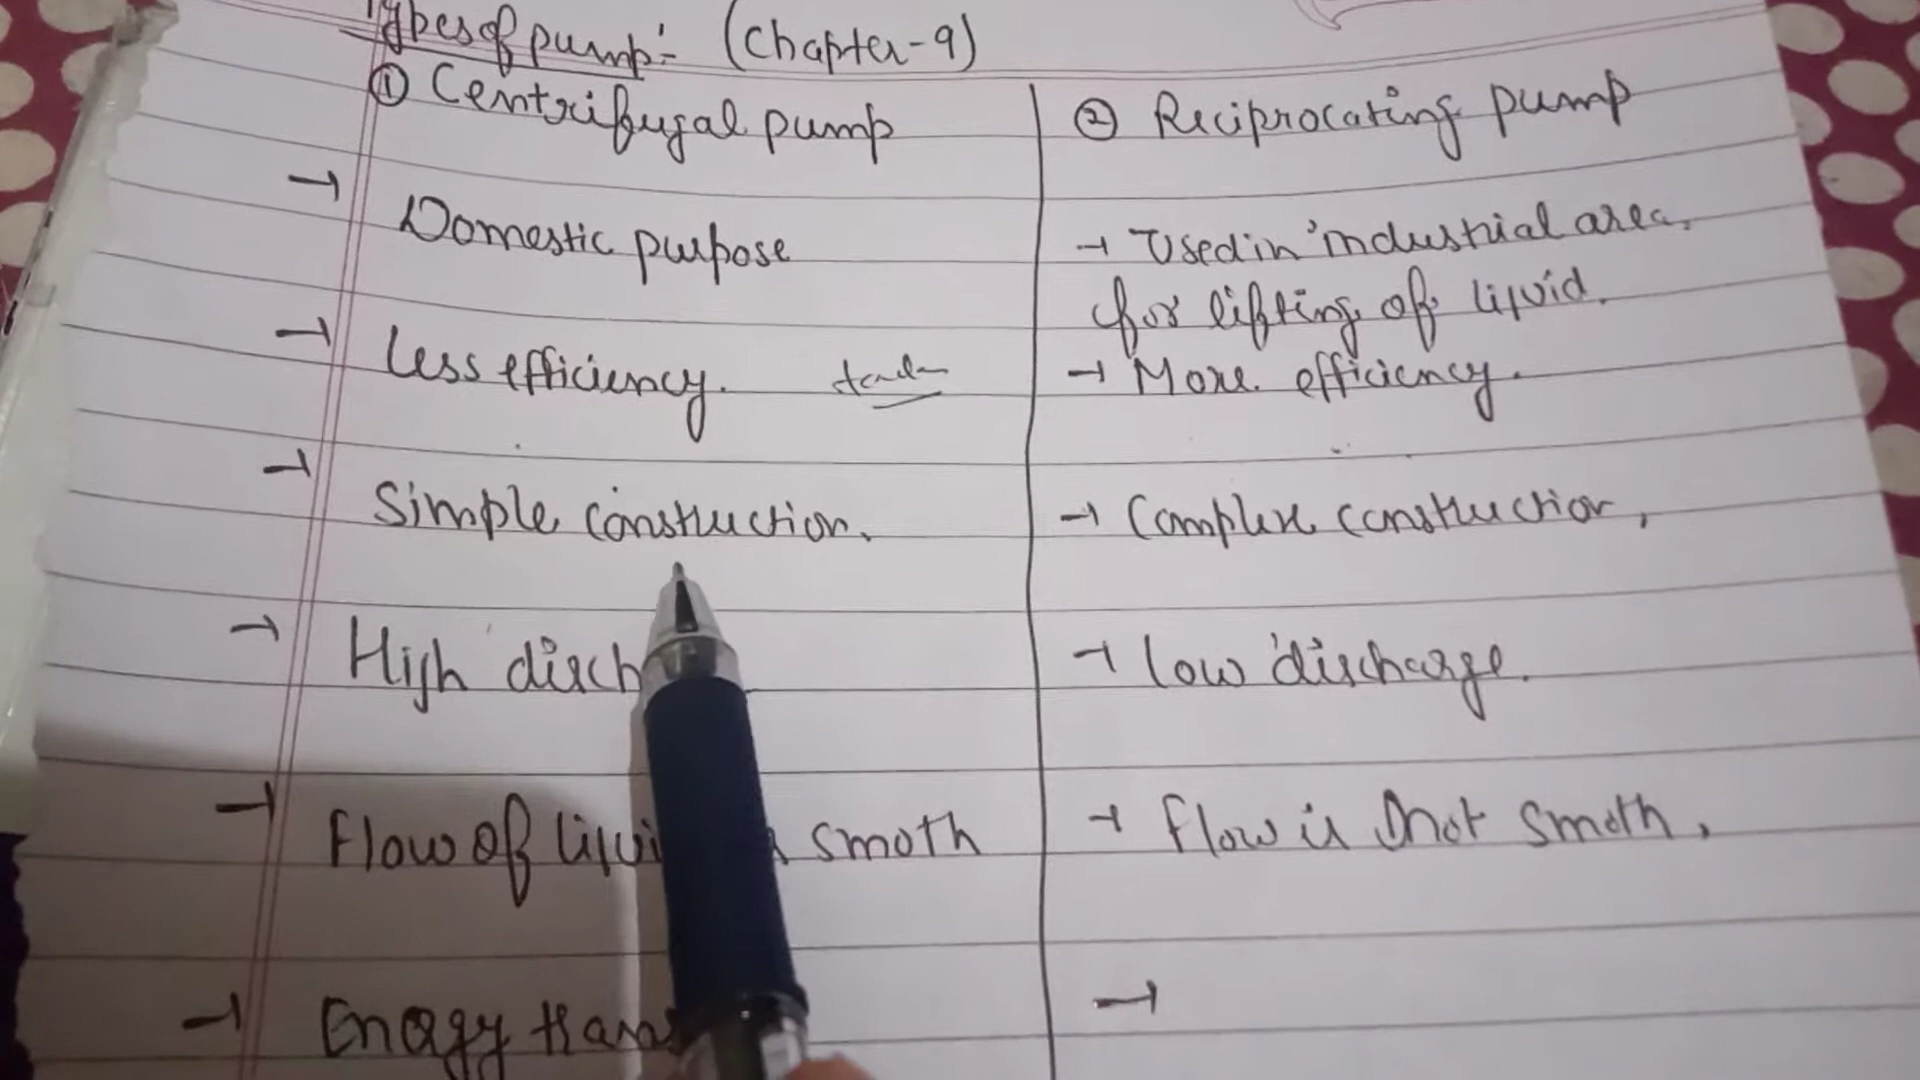 Types of pump:- (Chapter-9)
① Centrifugal pump
→ Domestic purpose
→ Less efficiency.
→ Simple construction.
→ High disch
→ Flow of liqui smoth
→ Energy trans
② Reciprocating pump
→ Used in industrial area,
for lifting of liquid.
→ More efficiency.
→ Complex construction,
→ low discharge.
→ flow is not smoth,
→